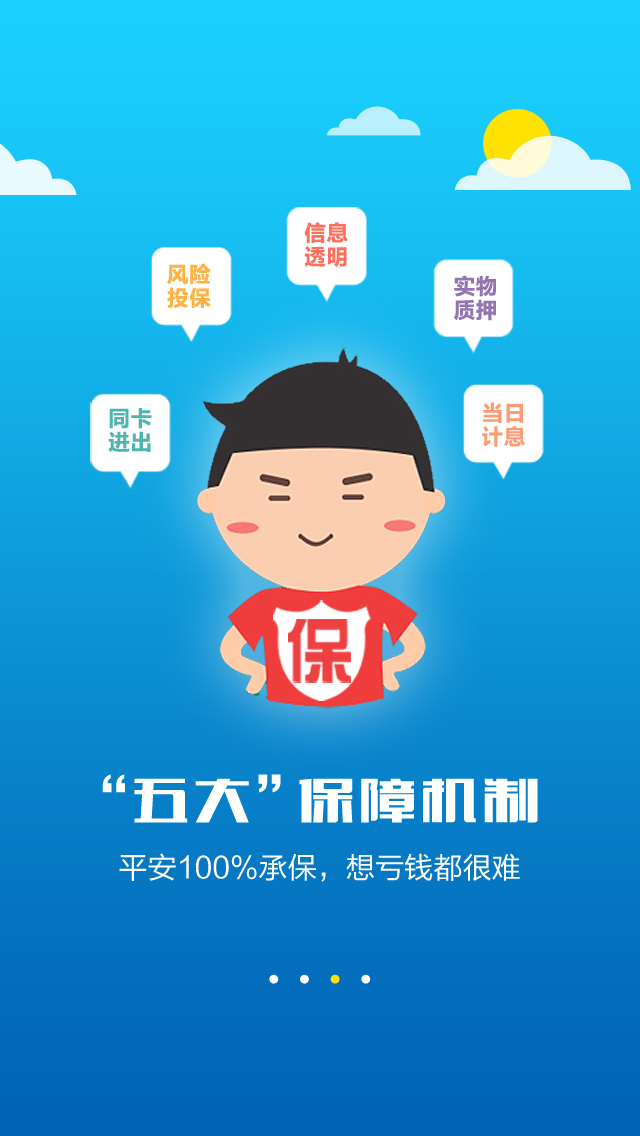 信息
透明
风险
投保
实物
质押
同卡
进出
当日
计息
保
“五大”保障机制
平安100%承保，想亏钱都很难